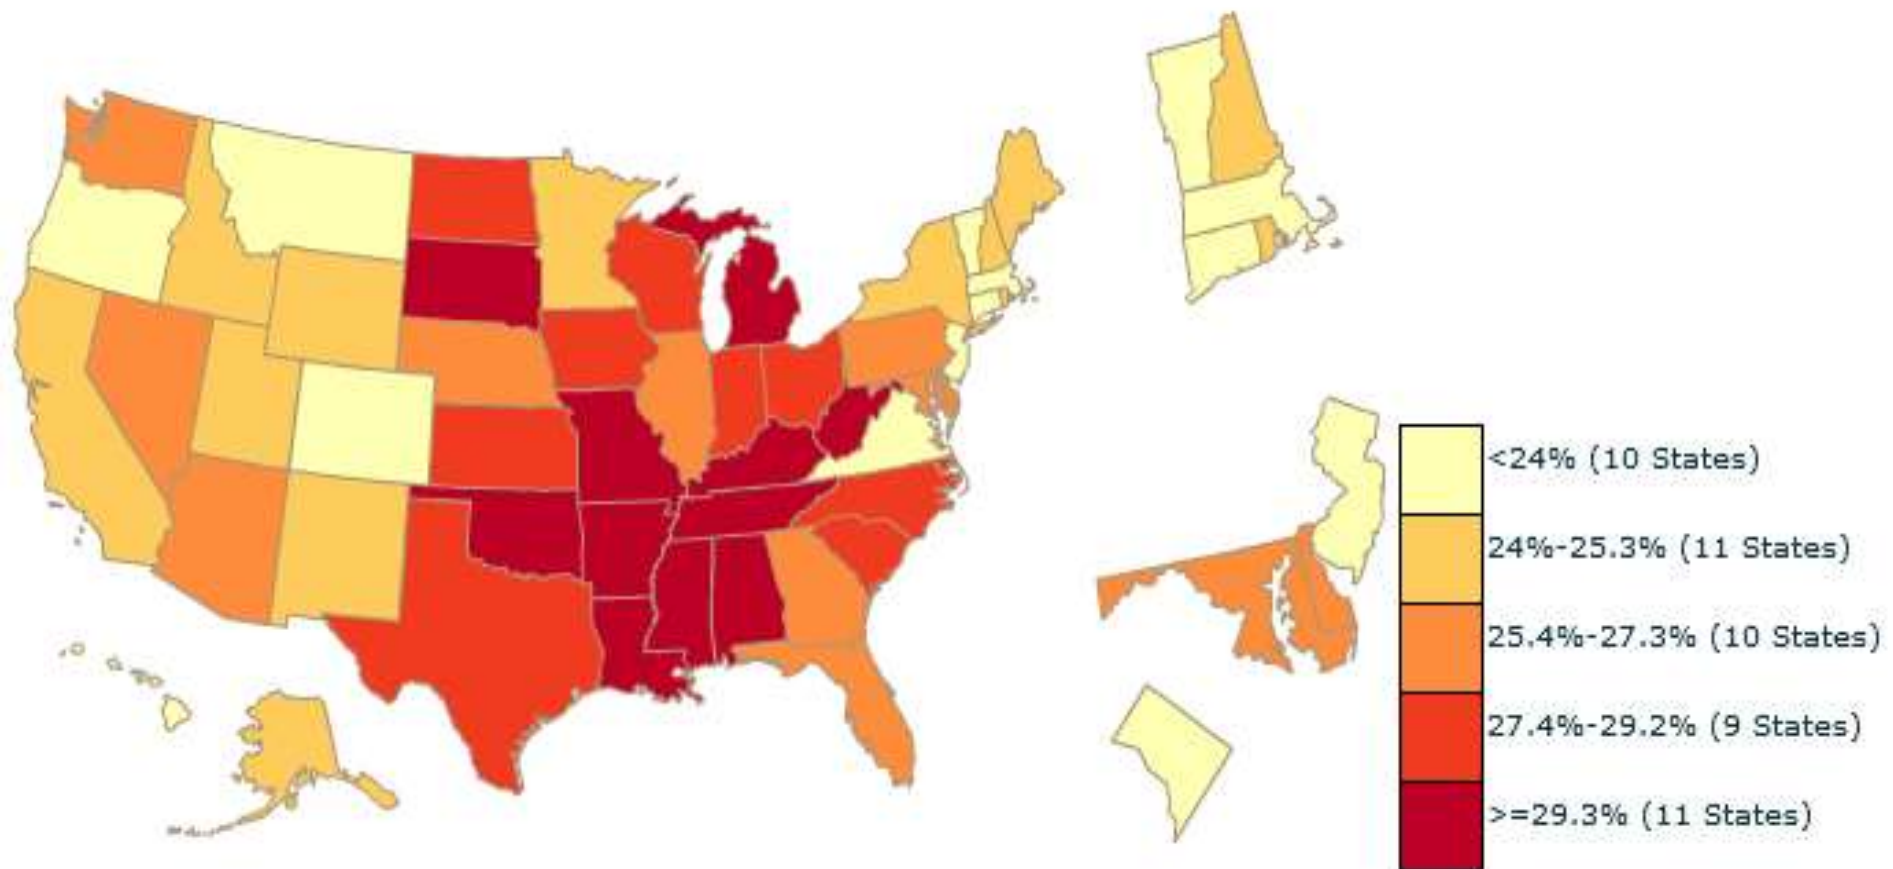 <24% (10 States)
24%-25.3% (11 States)
25.4%-27.3% (10 States)
27.4%-29.2% (9 States)
>=29.3% (11 States)